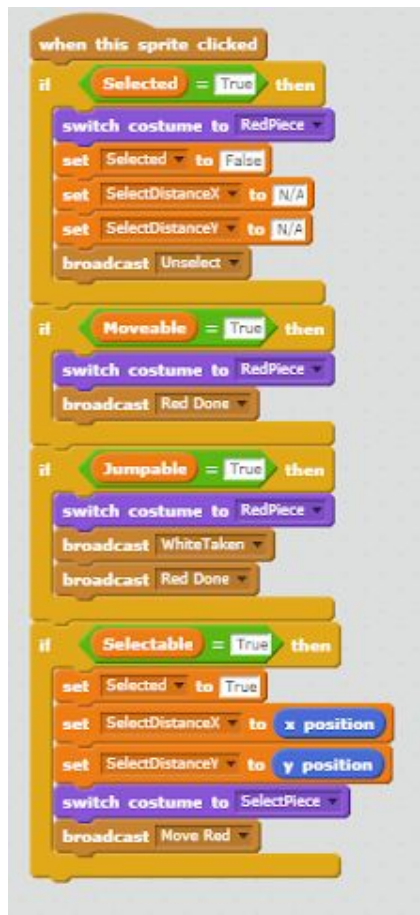 when this sprite clicked
if Selected = True then
switch costume to RedPiece
set Selected to False
set SelectDistanceX to N/A
set SelectDistanceY to N/A
broadcast Unselect
if Moveable = True then
switch costume to RedPiece
broadcast Red Done
if Jumpable = True then
switch costume to RedPiece
broadcast WhiteTaken
broadcast Red Done
if Selectable = True then
set Selected to True
set SelectDistanceX to x position
set SelectDistanceY to y position
switch costume to SelectPiece
broadcast Move Red